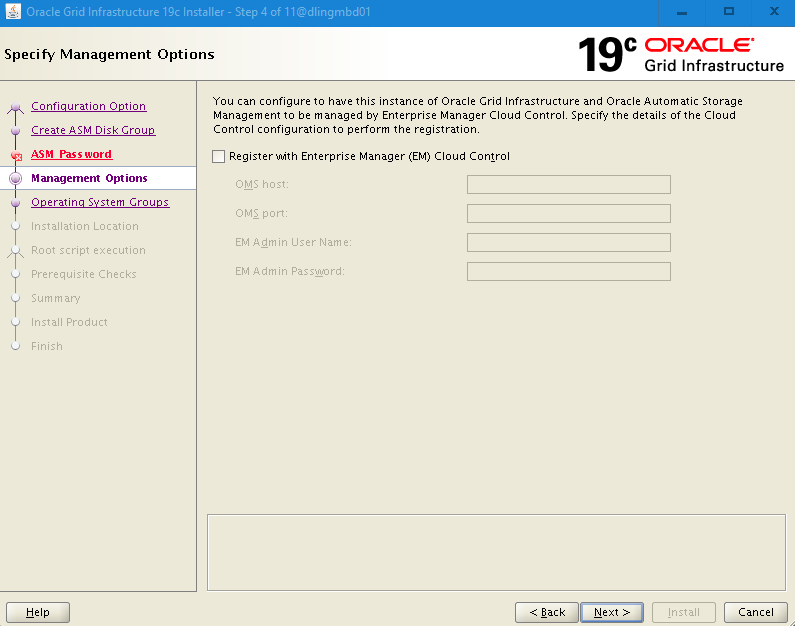 Oracle Grid Infrastructure 19c Installer - Step 4 of 11@dlingmbd01
Specify Management Options
19c ORACLE
Grid Infrastructure
Configuration Option
Create ASM Disk Group
ASM Password
Management Options
Operating System Groups
Installation Location
Root script execution
Prerequisite Checks
Summary
Install Product
Finish
You can configure to have this instance of Oracle Grid Infrastructure and Oracle Automatic Storage
Management to be managed by Enterprise Manager Cloud Control. Specify the details of the Cloud
Control configuration to perform the registration.
Register with Enterprise Manager (EM) Cloud Control
OMS host:
OMS port:
EM Admin User Name:
EM Admin Password:
Help
< Back
Next >
Install
Cancel